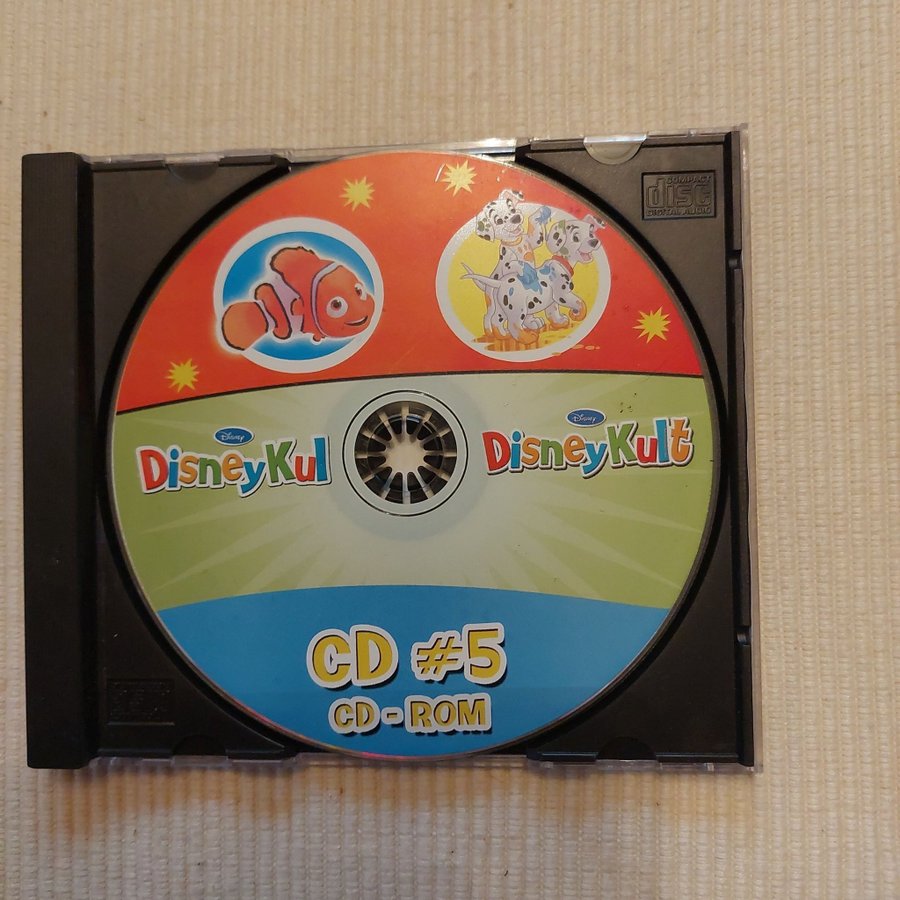 COMPACT
disc
DIGITAL AUDIO
Disney
DisneyKul
Disney
DisneyKult
CD #5
CD - ROM